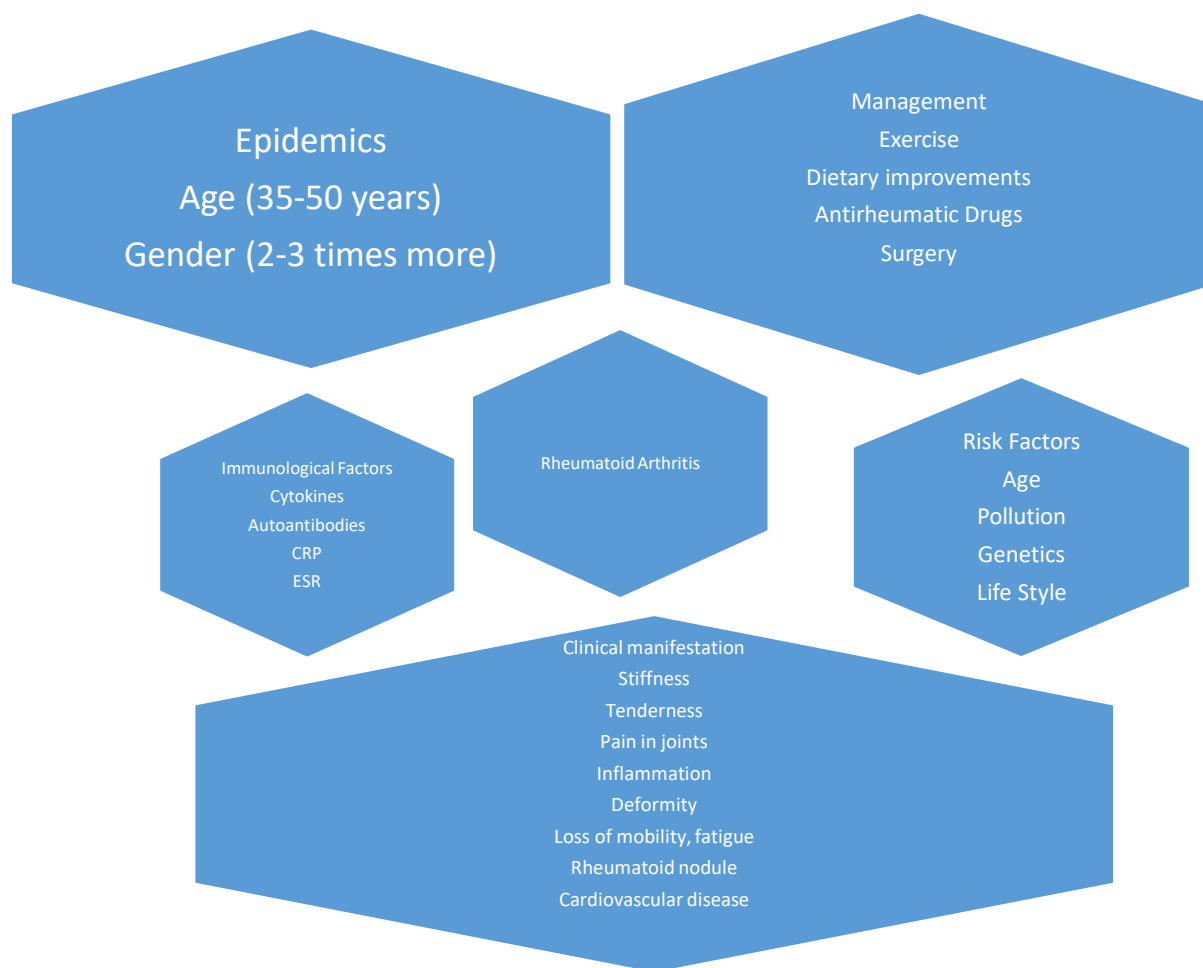 Epidemics
Age (35-50 years)
Gender (2-3 times more)
Management
Exercise
Dietary improvements
Antirheumatic Drugs
Surgery
Immunological Factors
Cytokines
Autoantibodies
CRP
ESR
Rheumatoid Arthritis
Risk Factors
Age
Pollution
Genetics
Life Style
Clinical manifestation
Stiffness
Tenderness
Pain in joints
Inflammation
Deformity
Loss of mobility, fatigue
Rheumatoid nodule
Cardiovascular disease